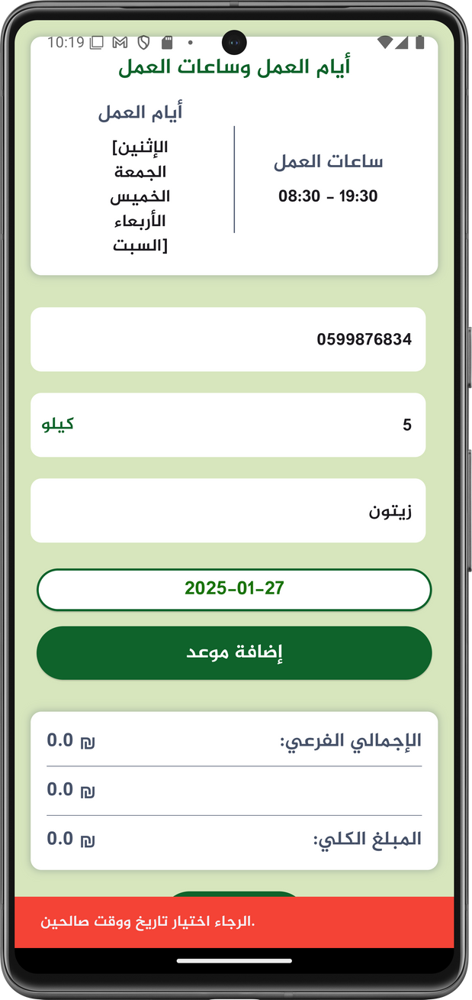 10:19
أيام العمل وساعات العمل
ساعات العمل
08:30 - 19:30
أيام العمل
[الإثنين
الجمعة
الخميس
الأربعاء
السبت]
0599876834
5
كيلو
زيتون
2025-01-27
إضافة موعد
الإجمالي الفرعي: 0.0 ₪
0.0 ₪
المبلغ الكلي: 0.0 ₪
الرجاء اختيار تاريخ ووقت صالحين.